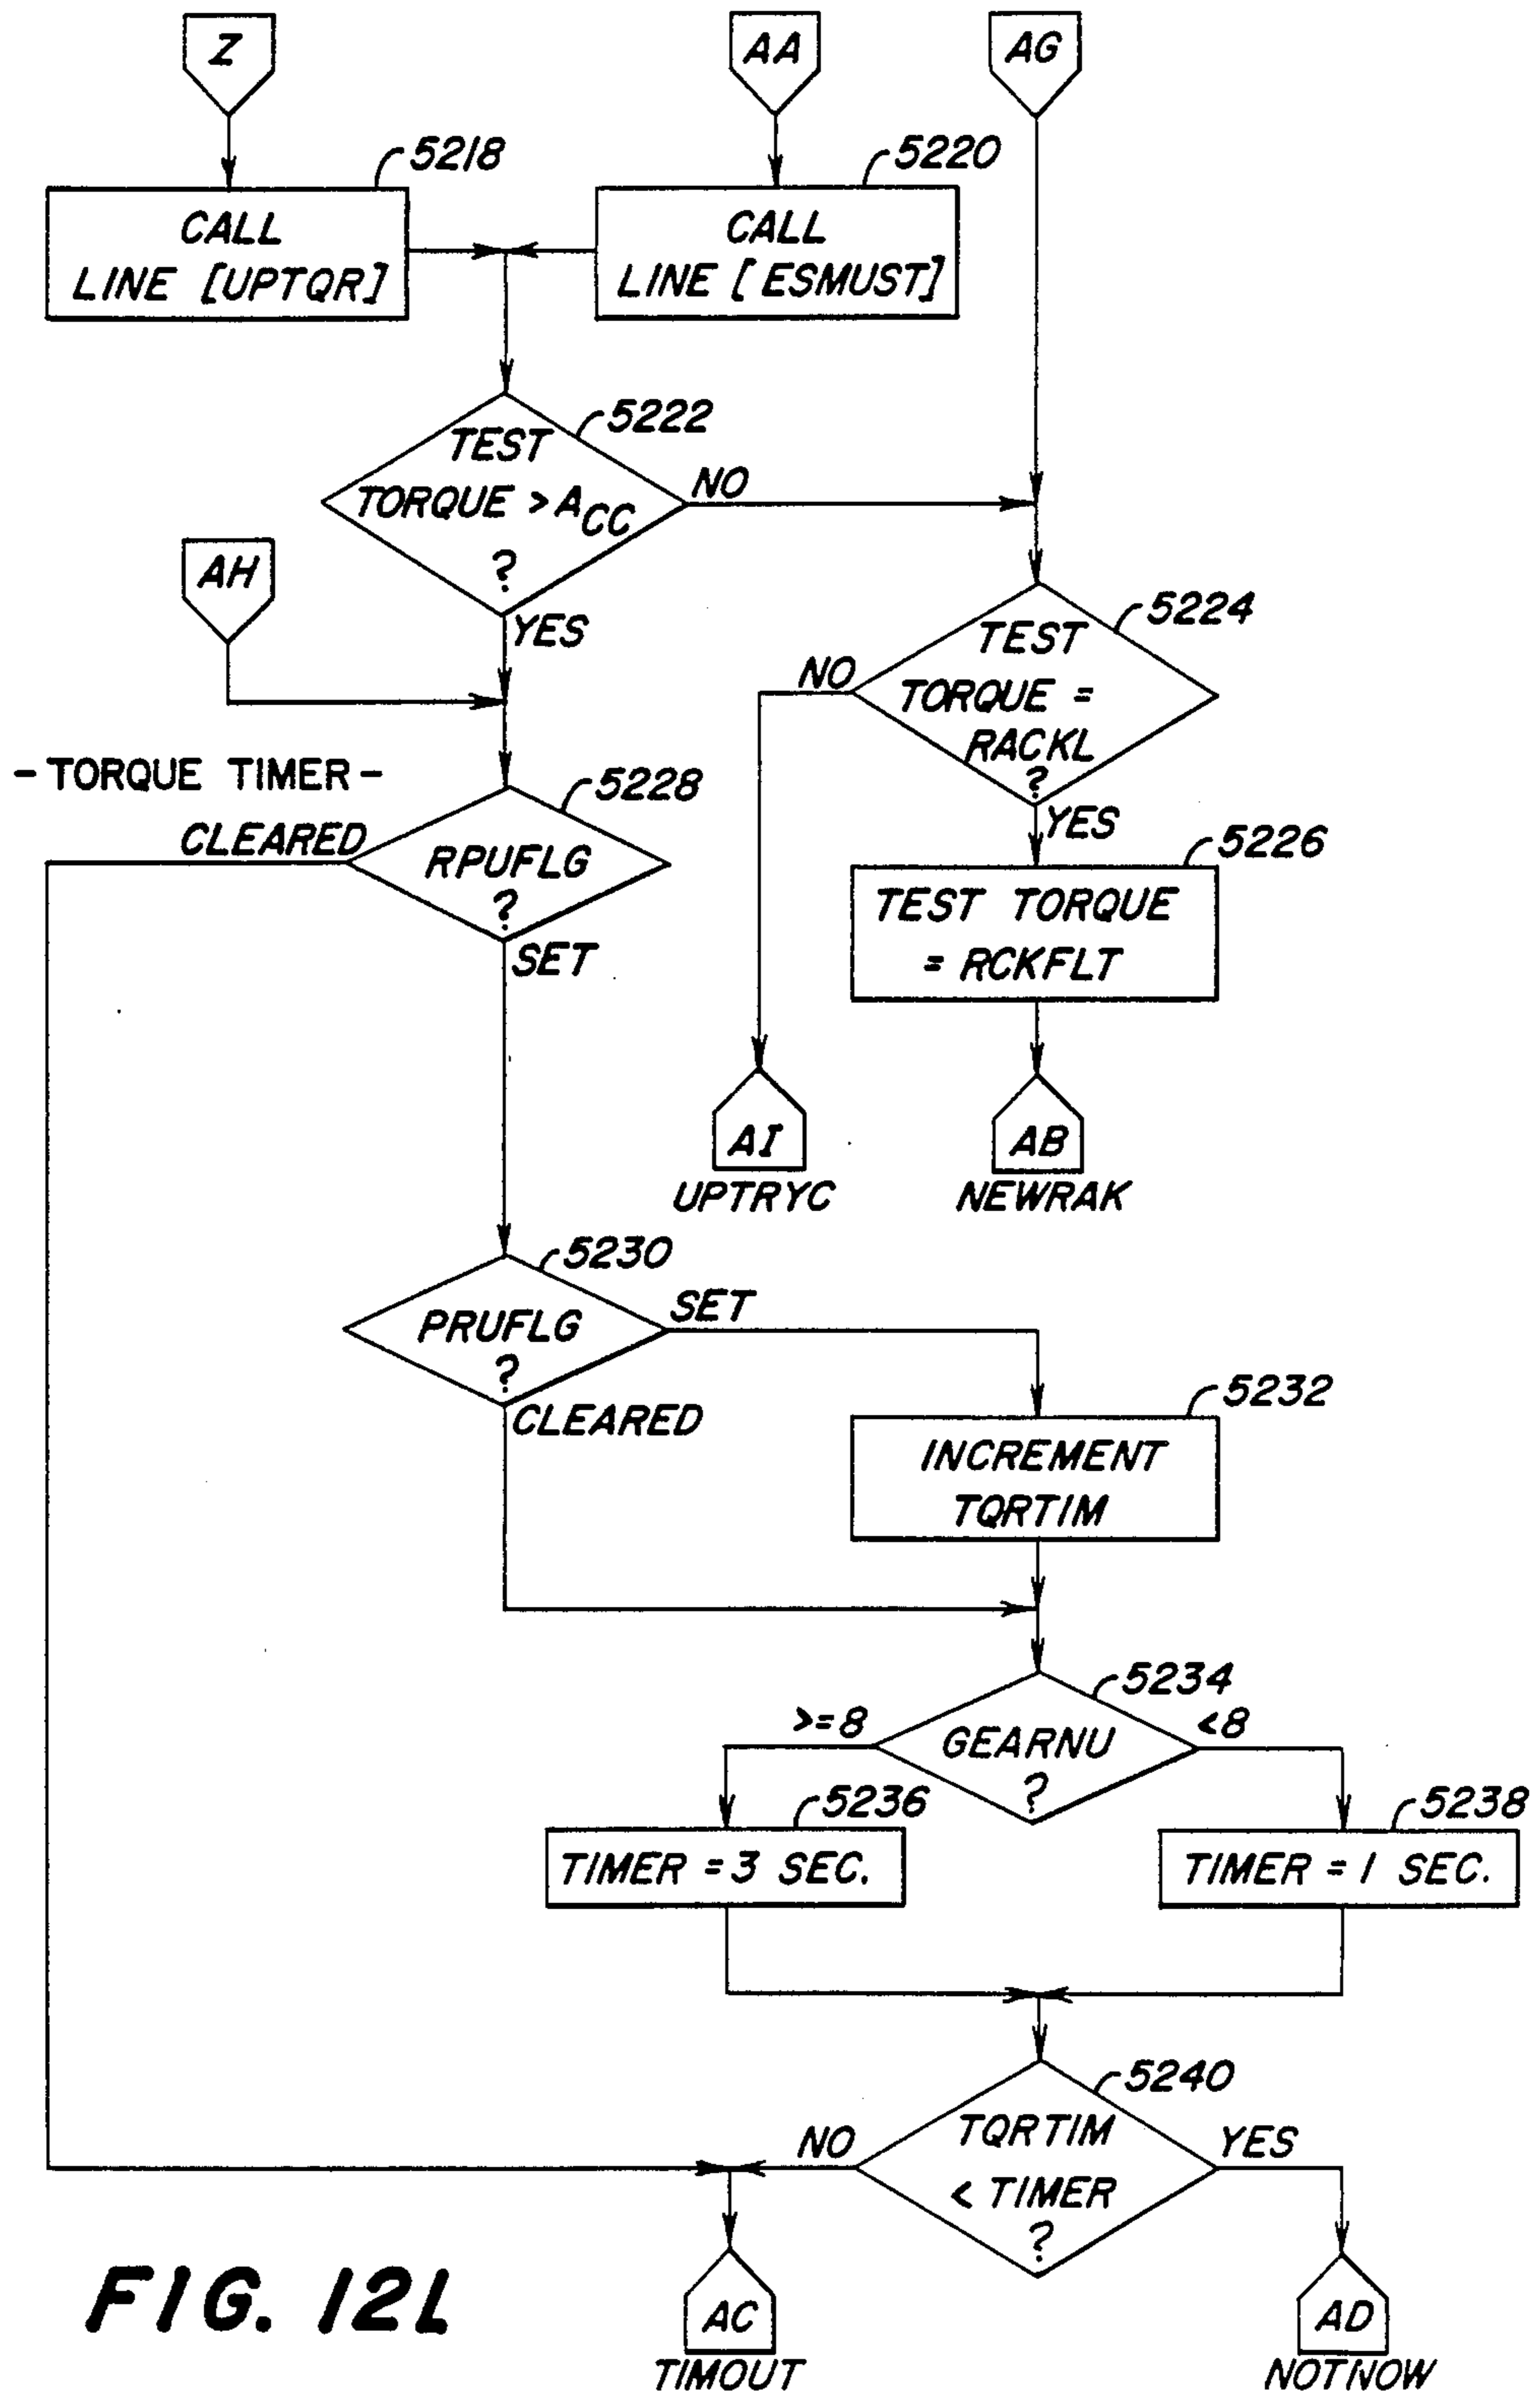 Z
AA
AG
5218
5220
CALL
LINE [UPTQR]
CALL
LINE [ESMUST]
5222
TEST
TORQUE > ACC
?
NO
YES
AH
5224
TEST
TORQUE =
RACKL
?
NO
YES
- TORQUE TIMER -
5228
CLEARED
RPUFLG
?
SET
5226
TEST TORQUE
= RCKFLT
AI
UPTRYC
AB
NEWRAK
5230
PRUFLG
?
SET
CLEARED
5232
INCREMENT
TQRTIM
5234
>=8
GEARNU
?
<8
5236
TIMER = 3 SEC.
5238
TIMER = 1 SEC.
5240
NO
TQRTIM
< TIMER
?
YES
AC
TIMOUT
AD
NOTNOW
FIG. 12L